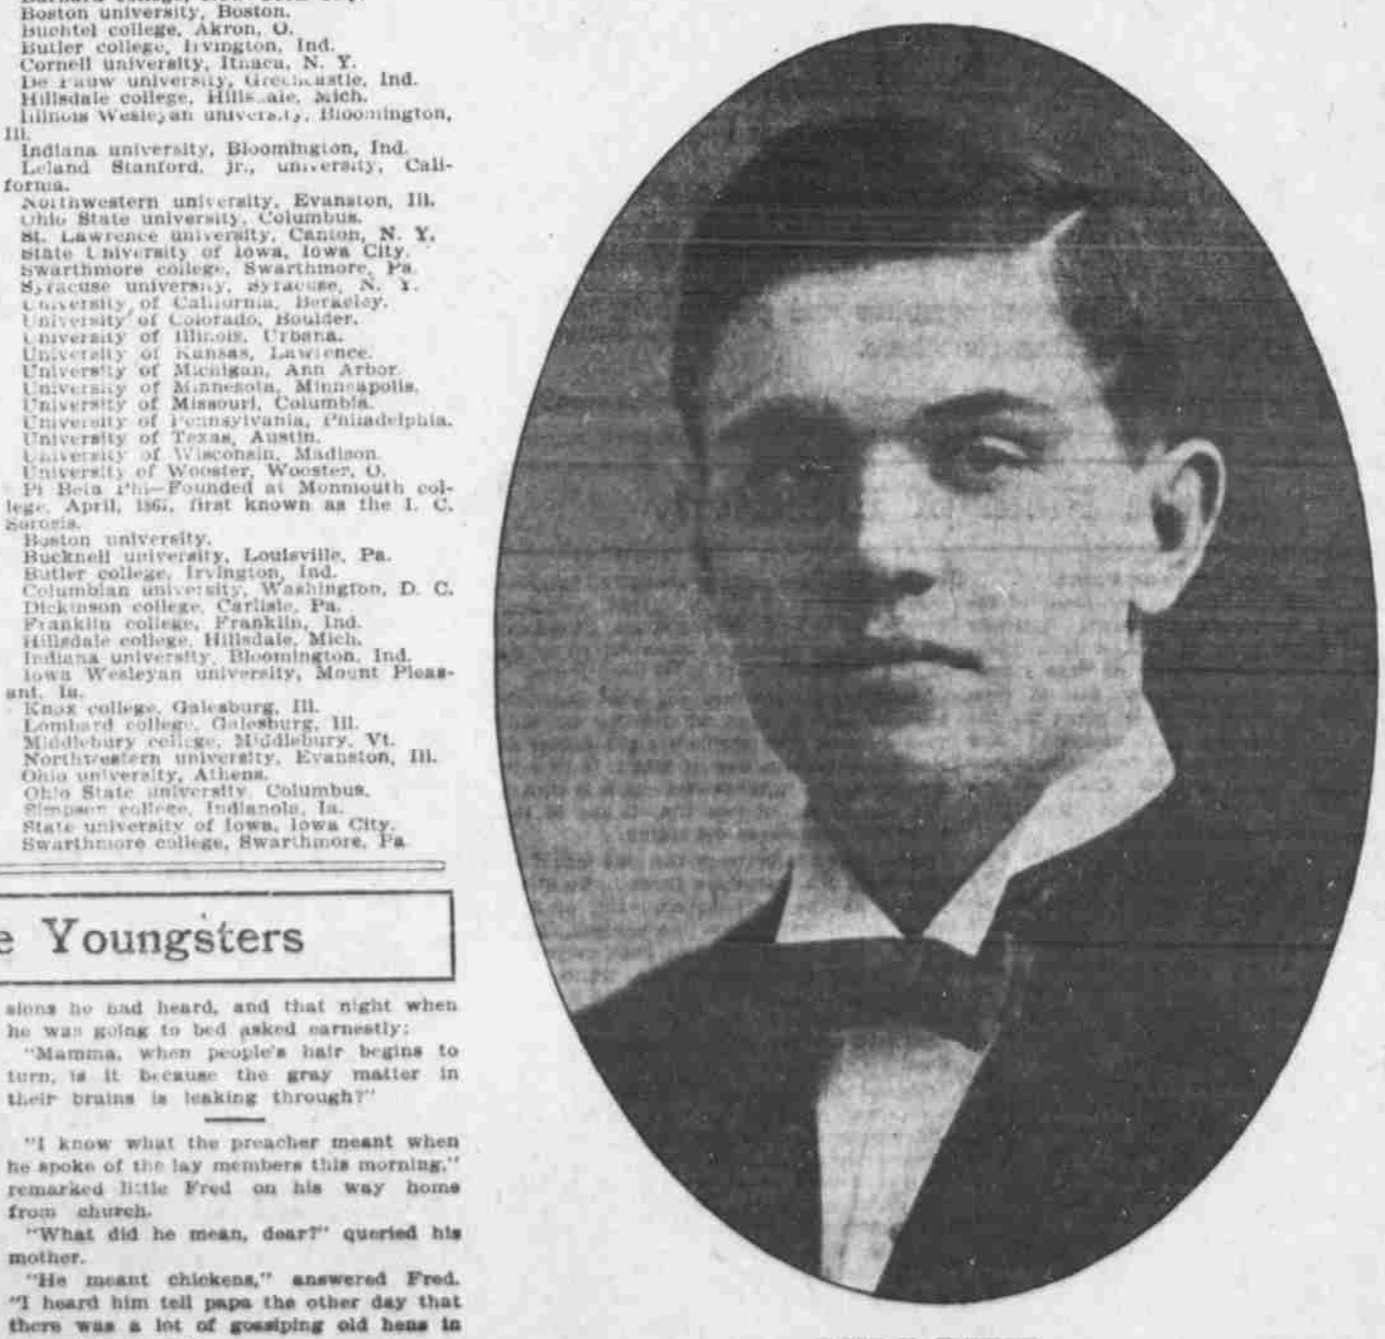 Boston university, Boston.
Buchtel college, Akron, O.
Butler college, Irvington, Ind.
Cornell university, Ithaca, N. Y.
De Pauw university, Greencastle, Ind.
Hillsdale college, Hillsdale, Mich.
Illinois Wesleyan university, Bloomington,
Ill.
Indiana university, Bloomington, Ind.
Leland Stanford, jr., university, Cali-
fornia.
Northwestern university, Evanston, Ill.
Ohio State university, Columbus.
St. Lawrence university, Canton, N. Y.
State University of Iowa, Iowa City.
Swarthmore college, Swarthmore, Pa.
Syracuse university, Syracuse, N. Y.
University of California, Berkeley.
University of Colorado, Boulder.
University of Illinois, Urbana.
University of Kansas, Lawrence.
University of Michigan, Ann Arbor.
University of Minnesota, Minneapolis.
University of Missouri, Columbia.
University of Pennsylvania, Philadelphia.
University of Texas, Austin.
University of Wisconsin, Madison.
University of Wooster, Wooster, O.
Pi Beta Phi—Founded at Monmouth col-
lege, April, 1867, first known as the I. C.
Sorosis.
Boston university.
Bucknell university, Louisville, Pa.
Butler college, Irvington, Ind.
Columbian university, Washington, D. C.
Dickinson college, Carlisle, Pa.
Franklin college, Franklin, Ind.
Hillsdale college, Hillsdale, Mich.
Indiana university, Bloomington, Ind.
Iowa Wesleyan university, Mount Pleas-
ant, Ia.
Knox college, Galesburg, Ill.
Lombard college, Galesburg, Ill.
Middlebury college, Middlebury, Vt.
Northwestern university, Evanston, Ill.
Ohio university, Athens.
Ohio State university, Columbus.
Simpson college, Indianola, Ia.
State university of Iowa, Iowa City.
Swarthmore college, Swarthmore, Pa.
e Youngsters
sions he had heard, and that night when
he was going to bed asked earnestly:
"Mamma, when people's hair begins to
turn, is it because the gray matter in
their brains is leaking through?"
"I know what the preacher meant when
he spoke of the lay members this morning,"
remarked little Fred on his way home
from church.
"What did he mean, dear?" queried his
mother.
"He meant chickens," answered Fred.
"I heard him tell papa the other day that
there was a lot of gossiping old hens in